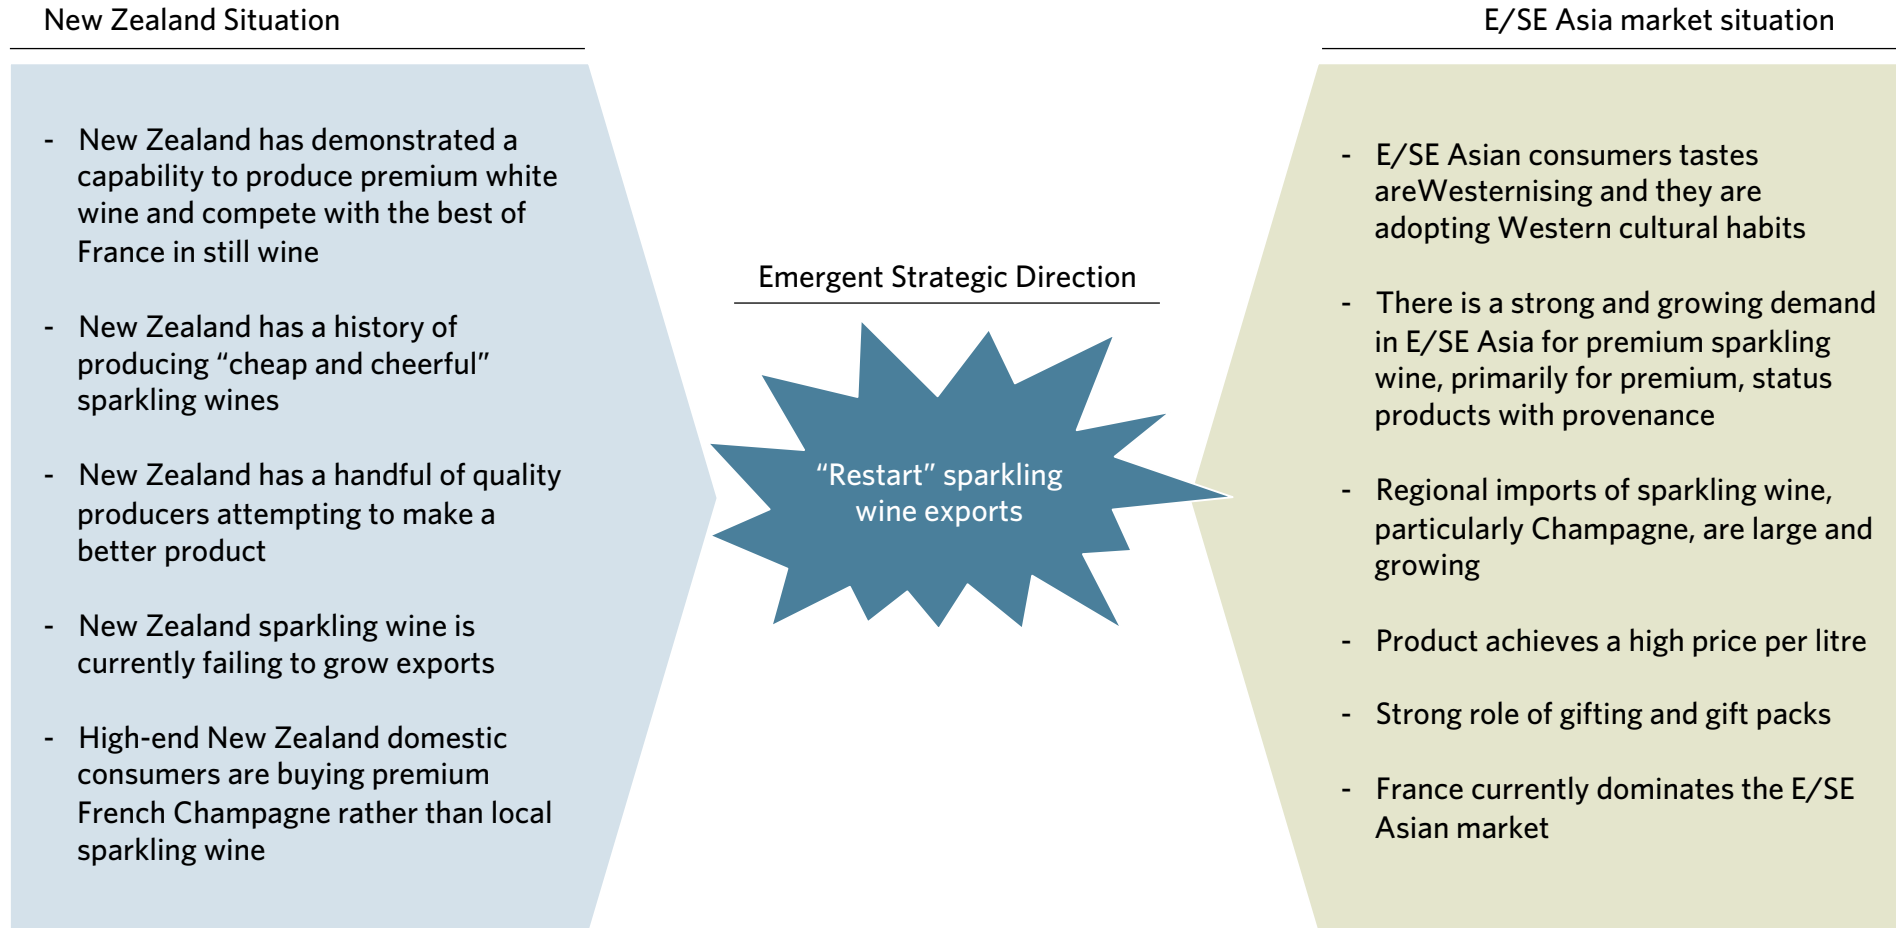 New Zealand Situation
- New Zealand has demonstrated a
capability to produce premium white
wine and compete with the best of
France in still wine
- New Zealand has a history of
producing “cheap and cheerful”
sparkling wines
- New Zealand has a handful of quality
producers attempting to make a
better product
- New Zealand sparkling wine is
currently failing to grow exports
- High-end New Zealand domestic
consumers are buying premium
French Champagne rather than local
sparkling wine
Emergent Strategic Direction
“Restart” sparkling
wine exports
E/SE Asia market situation
- E/SE Asian consumers tastes
areWesternising and they are
adopting Western cultural habits
- There is a strong and growing demand
in E/SE Asia for premium sparkling
wine, primarily for premium, status
products with provenance
- Regional imports of sparkling wine,
particularly Champagne, are large and
growing
- Product achieves a high price per litre
- Strong role of gifting and gift packs
- France currently dominates the E/SE
Asian market